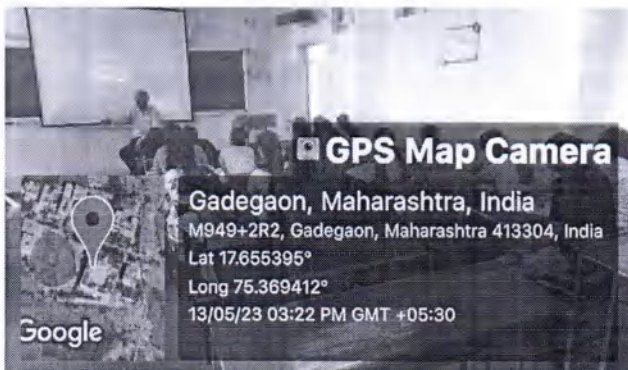 GPS Map Camera
Gadegaon, Maharashtra, India
M949+2R2, Gadegaon, Maharashtra 413304, India
Lat 17.655395°
Long 75.369412°
13/05/23 03:22 PM GMT +05:30
Google